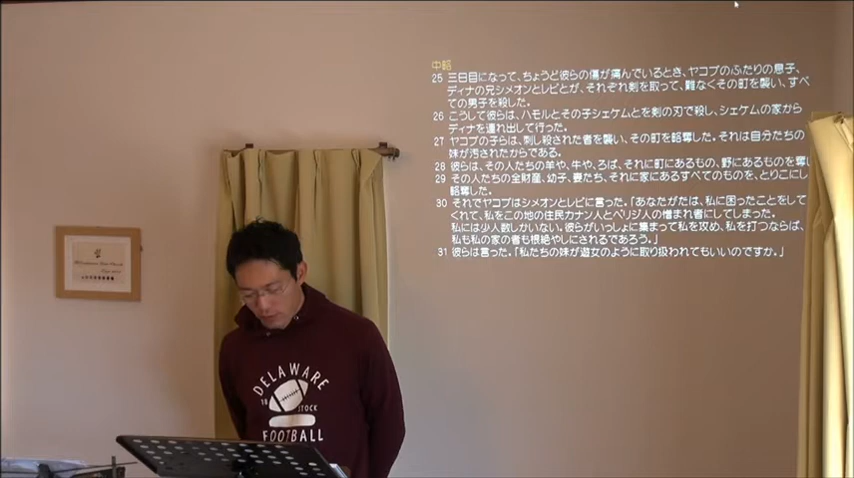 中略
25 三日目になって、ちょうど彼らの傷が痛んでいるとき、ヤコブのふたりの息子、
ディナの兄シメオンとレビとが、それぞれ剣を取って、難なくその町を襲い、すべ
ての男子を殺した。
26 こうして彼らは、ハモルとその子シェケムとを剣の刃で殺し、シェケムの家から
ディナを連れ出して行った。
27 ヤコブの子らは、刺し殺された者を襲い、その町を略奪した。それは自分たちの
妹が汚されたからである。
28 彼らは、その人たちの羊や、牛や、ろば、それに町にあるもの、野にあるものを奪
29 その人たちの全財産、幼子、妻たち、それに家にあるすべてのものを、とりこにし
略奪した。
30 それでヤコブはシメオンとレビに言った。「あなたがたは、私に困ったことをして
くれて、私をこの地の住民カナン人とペリジ人の憎まれ者にしてしまった。
私には少人数しかいない。彼らがいっしょに集まって私を攻め、私を打つならば、
私も私の家の者も根絶やしにされるであろう。」
31 彼らは言った。「私たちの妹が遊女のように取り扱われてもいいのですか。」
DELAWARE
STOCK
FOOTBALL